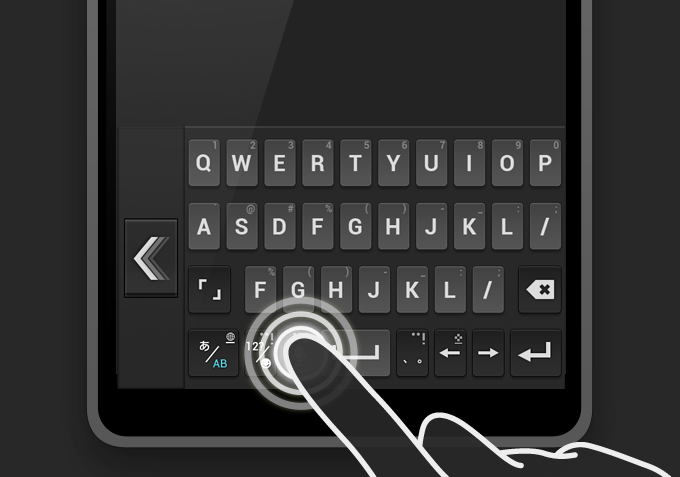 1 2 3 4 5 6 7 8 9 0
Q W E R T Y U I O P
@ # % ( ) - _ : ;
A S D F G H J K L /
% ( ) - _ : ;
「」 F G H J K L /
あ/AB 12 、。